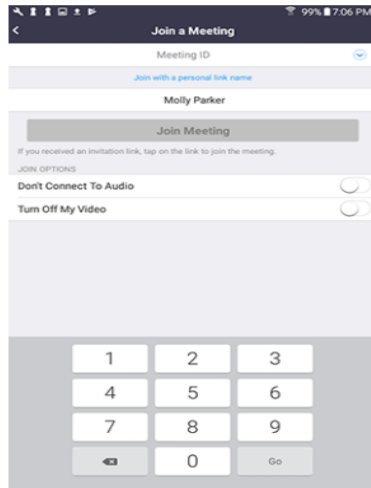 99% 7:06 PM
Join a Meeting
Meeting ID
Join with a personal link name
Molly Parker
Join Meeting
If you received an invitation link, tap on the link to join the meeting.
JOIN OPTIONS
Don't Connect To Audio
Turn Off My Video
1 2 3
4 5 6
7 8 9
0 Go